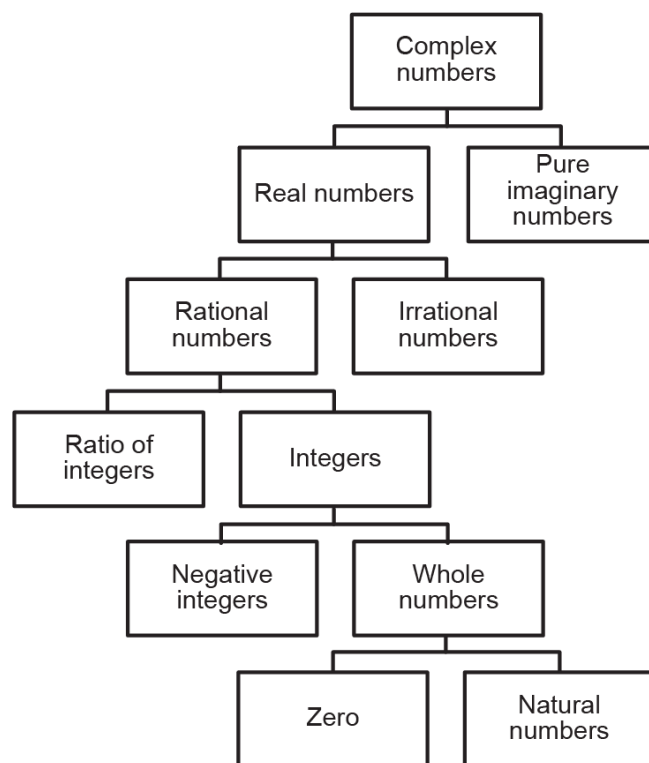 Complex
numbers
Real numbers
Pure
imaginary
numbers
Rational
numbers
Irrational
numbers
Ratio of
integers
Integers
Negative
integers
Whole
numbers
Zero
Natural
numbers